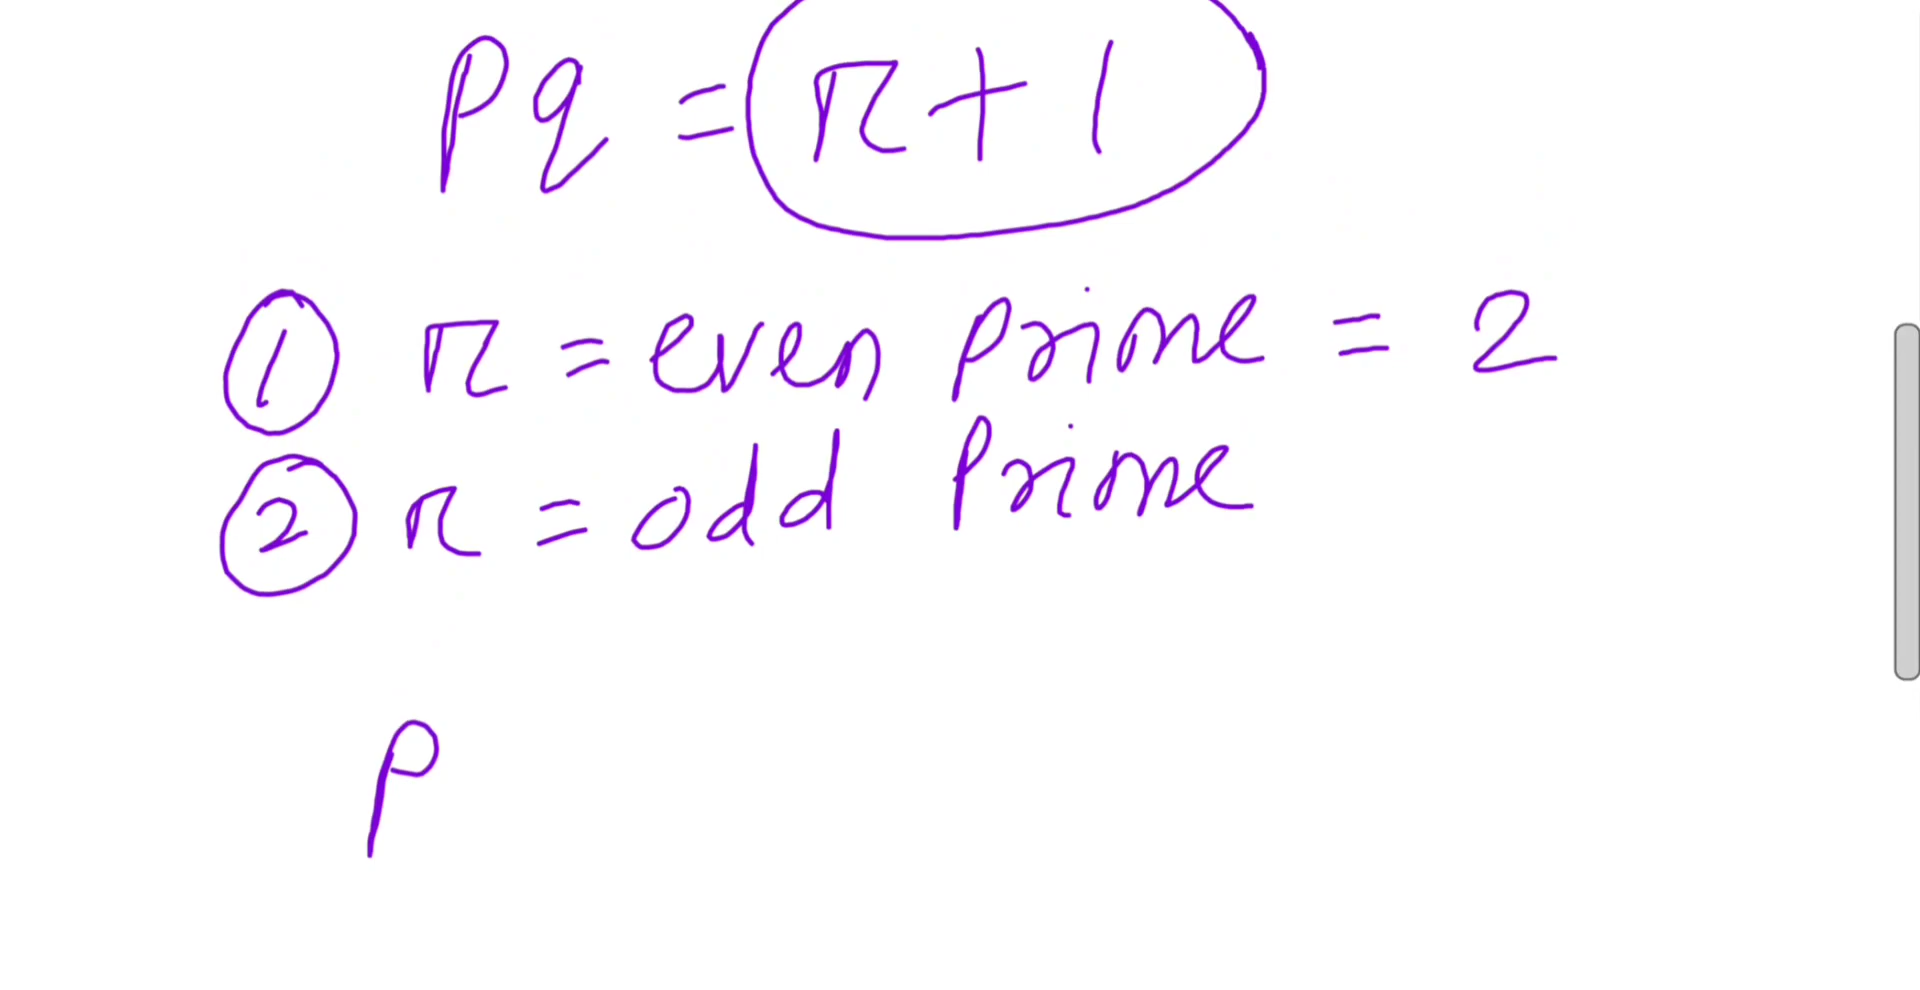 pq = r + 1
① r = even prime = 2
② r = odd prime
p